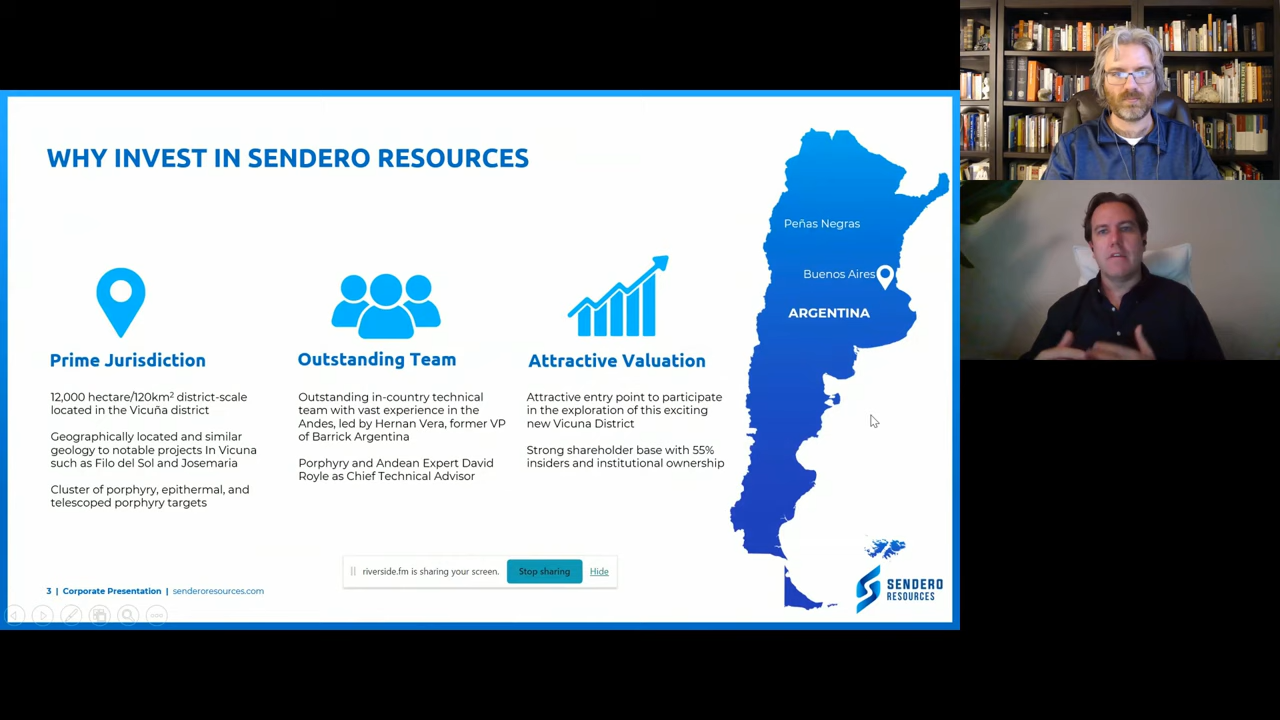 WHY INVEST IN SENDERO RESOURCES
Peñas Negras
Buenos Aires
ARGENTINA
Prime Jurisdiction
12,000 hectare/120km² district-scale
located in the Vicuña district
Geographically located and similar
geology to notable projects In Vicuna
such as Filo del Sol and Josemaria
Cluster of porphyry, epithermal, and
telescoped porphyry targets
Outstanding Team
Outstanding in-country technical
team with vast experience in the
Andes, led by Hernan Vera, former VP
of Barrick Argentina
Porphyry and Andean Expert David
Royle as Chief Technical Advisor
Attractive Valuation
Attractive entry point to participate
in the exploration of this exciting
new Vicuna District
Strong shareholder base with 55%
insiders and institutional ownership
riverside.fm is sharing your screen. Stop sharing Hide
3 | Corporate Presentation | senderoresources.com
SENDERO
RESOURCES